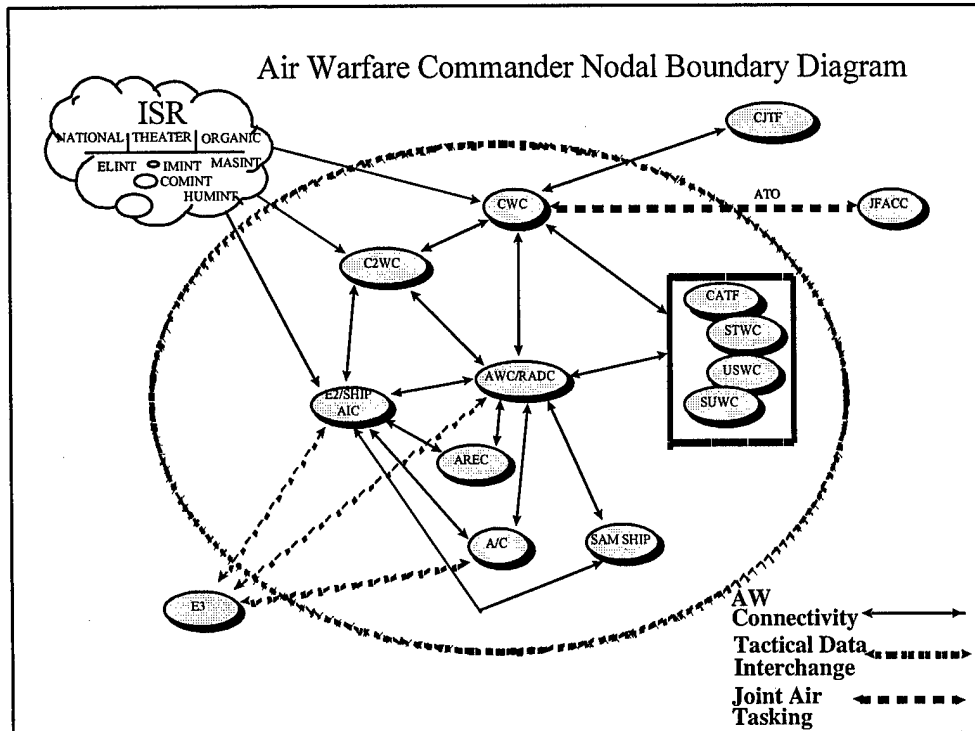 Air Warfare Commander Nodal Boundary Diagram
ISR
NATIONAL THEATER ORGANIC
ELINT IMINT MASINT
COMINT
HUMINT
CJTF
CWC
ATO
JFACC
C2WC
CATF
STWC
USWC
SUWC
AWC/RADC
E2/SHIP
AIC
AREC
A/C
SAM SHIP
E3
AW
Connectivity
Tactical Data
Interchange
Joint Air
Tasking